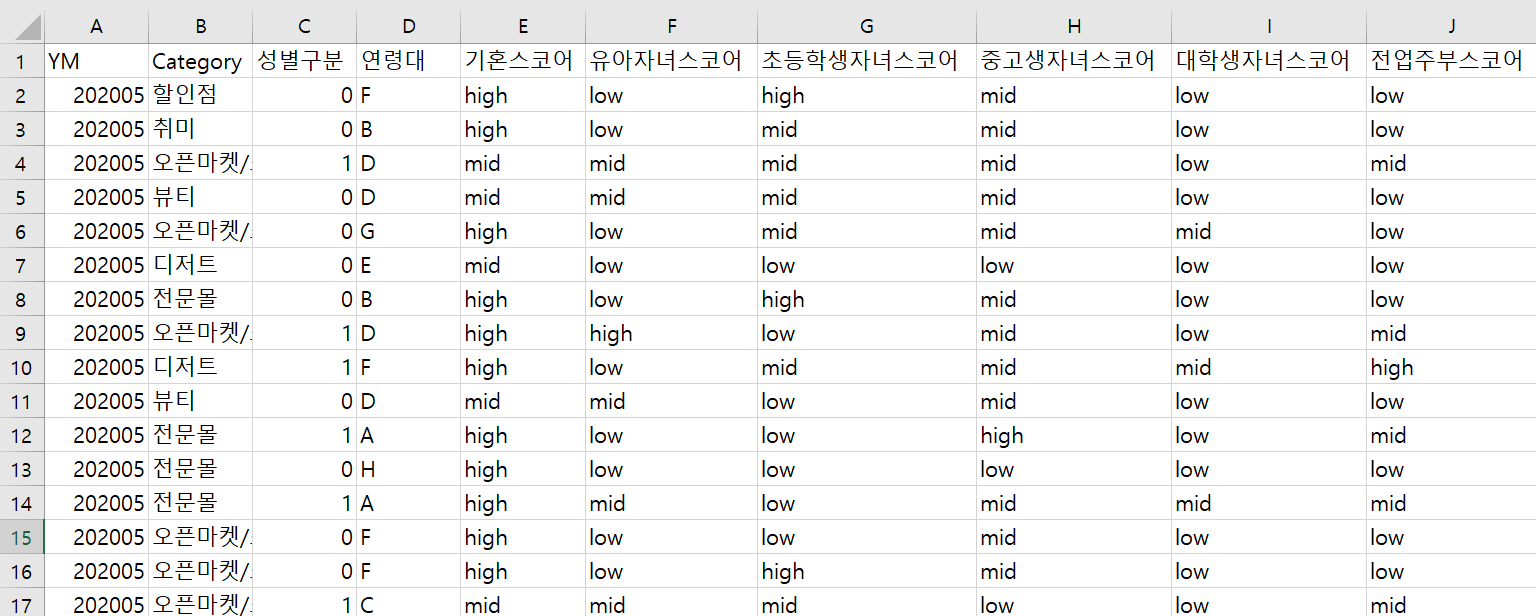 A B C D E F G H I J
1 YM Category 성별구분 연령대 기혼스코어 유아자녀스코어 초등학생자녀스코어 중고생자녀스코어 대학생자녀스코어 전업주부스코어
2 202005 할인점 0 F high low high mid low low
3 202005 취미 0 B high low mid mid low low
4 202005 오픈마켓/ 1 D mid mid mid mid low mid
5 202005 뷰티 0 D mid mid mid mid low low
6 202005 오픈마켓/ 0 G high low mid mid mid low
7 202005 디저트 0 E mid low low low low low
8 202005 전문몰 0 B high low high mid low low
9 202005 오픈마켓/ 1 D high high low mid low mid
10 202005 디저트 1 F high low mid mid mid high
11 202005 뷰티 0 D mid mid low mid low low
12 202005 전문몰 1 A high low low high low mid
13 202005 전문몰 0 H high low low low low low
14 202005 전문몰 1 A high mid low mid mid mid
15 202005 오픈마켓/ 0 F high low low mid low low
16 202005 오픈마켓/ 0 F high low high mid low low
17 202005 오픈마켓/ 1 C mid mid mid low low mid